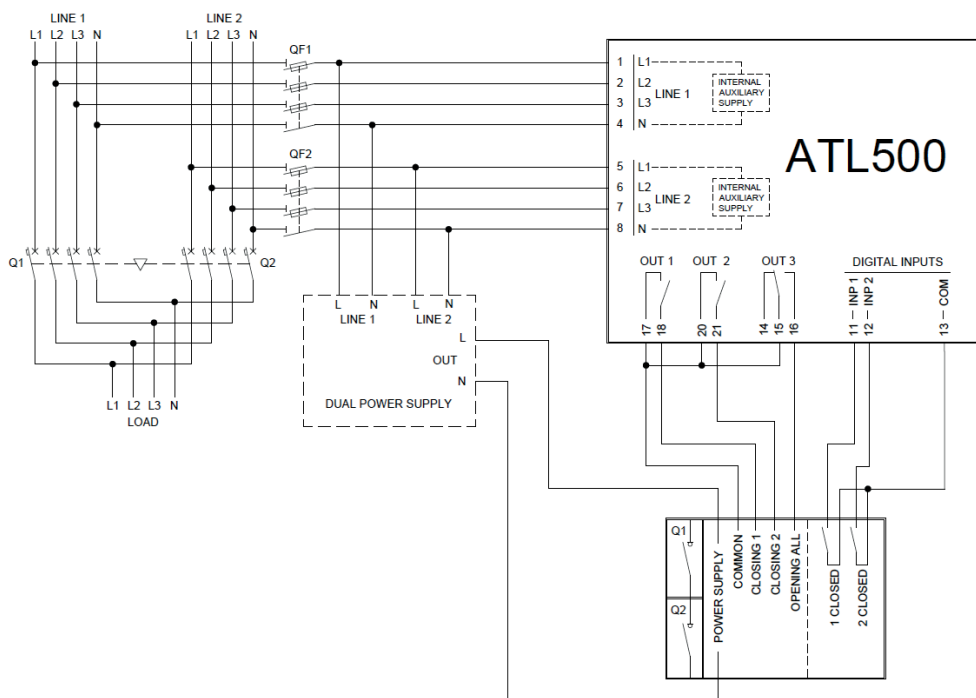 LINE 1 LINE 2
L1 L2 L3 N L1 L2 L3 N
QF1
1 L1
2 L2
3 L3
4 N
LINE 1
INTERNAL
AUXILIARY
SUPPLY
ATL500
QF2
5 L1
6 L2
7 L3
8 N
LINE 2
INTERNAL
AUXILIARY
SUPPLY
Q1 Q2
OUT 1 OUT 2 OUT 3 DIGITAL INPUTS
17 18 20 21 14 15 16 11 INP 1 12 INP 2 13 COM
L N L N
LINE 1 LINE 2
L
OUT
N
DUAL POWER SUPPLY
L1 L2 L3 N
LOAD
Q1
Q2
POWER SUPPLY
COMMON
CLOSING 1
CLOSING 2
OPENING ALL
1 CLOSED
2 CLOSED